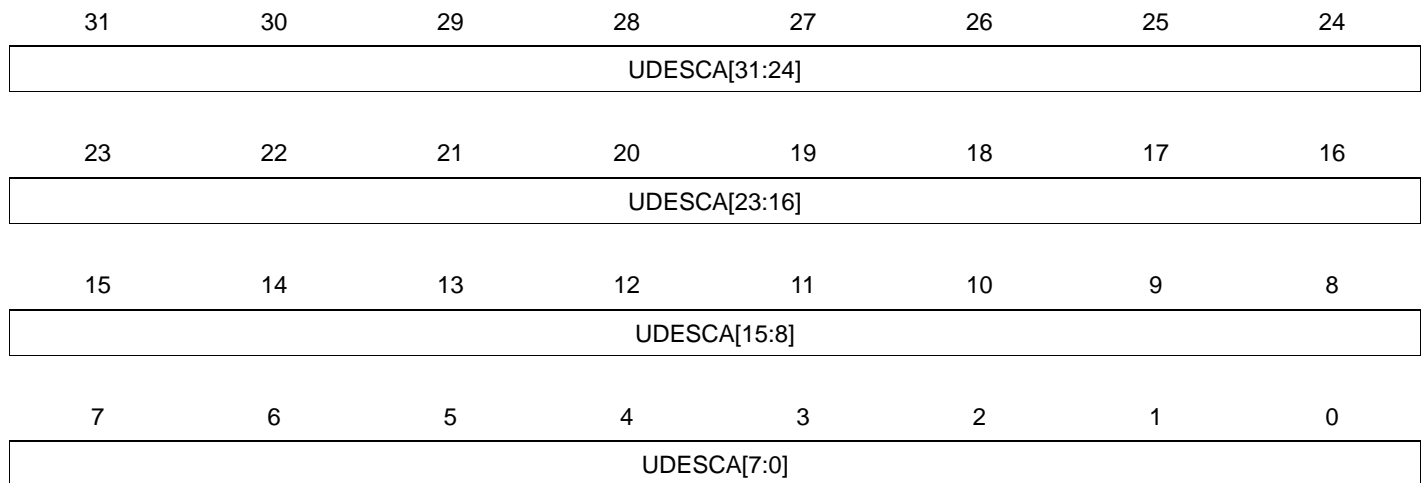 31 30 29 28 27 26 25 24
UDESCA[31:24]
23 22 21 20 19 18 17 16
UDESCA[23:16]
15 14 13 12 11 10 9 8
UDESCA[15:8]
7 6 5 4 3 2 1 0
UDESCA[7:0]